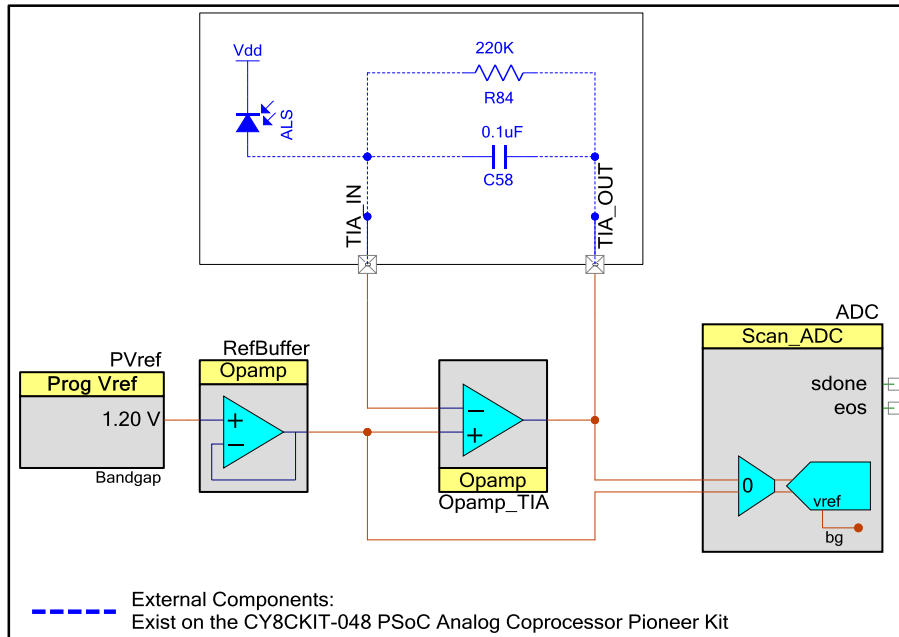 Vdd
ALS
220K
R84
0.1uF
C58
TIA_IN
TIA_OUT
PVref
Prog Vref
1.20 V
Bandgap
RefBuffer
Opamp
+
−
−
+
Opamp
Opamp_TIA
ADC
Scan_ADC
sdone
eos
0
vref
bg
External Components:
Exist on the CY8CKIT-048 PSoC Analog Coprocessor Pioneer Kit